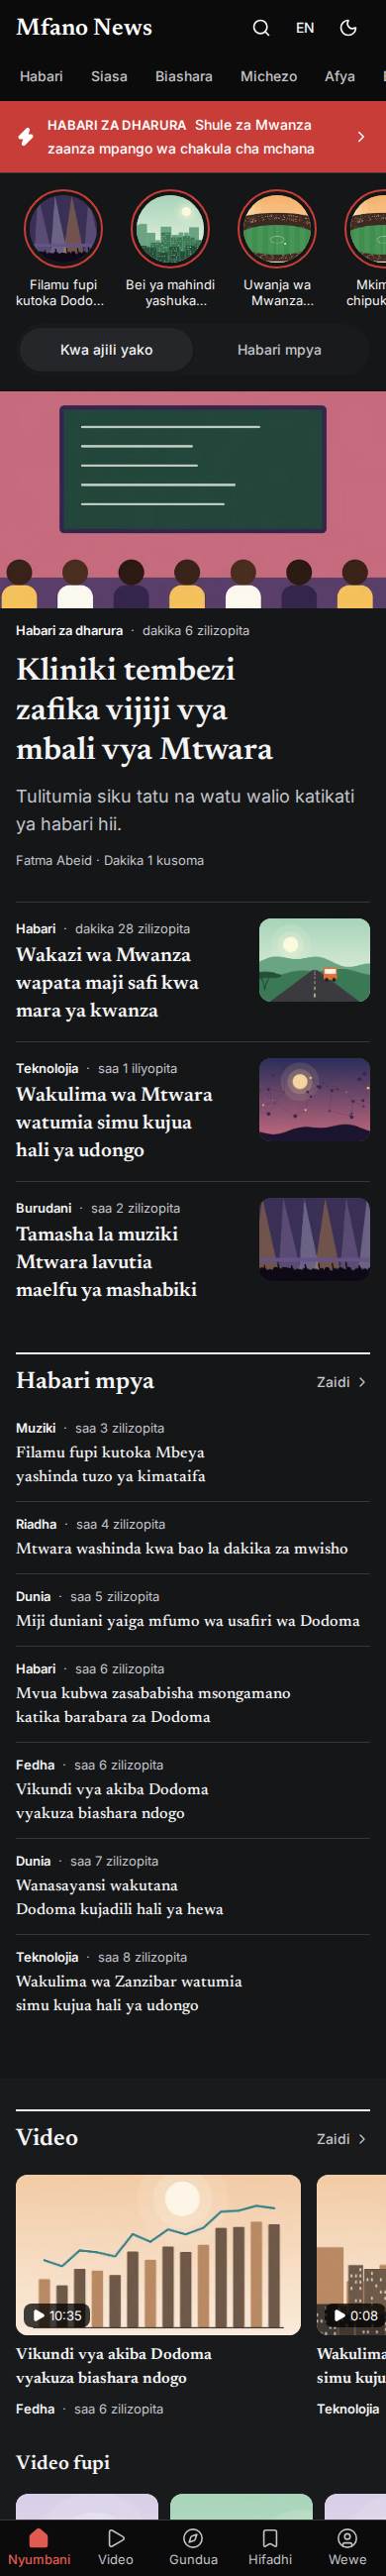 Mfano News
EN
Habari Siasa Biashara Michezo Afya
HABARI ZA DHARURA Shule za Mwanza
zaanza mpango wa chakula cha mchana
Filamu fupi
kutoka Dodo...
Bei ya mahindi
yashuka...
Uwanja wa
Mwanza...
Kwa ajili yako
Habari mpya
Habari za dharura · dakika 6 zilizopita
Kliniki tembezi
zafika vijiji vya
mbali vya Mtwara
Tulitumia siku tatu na watu walio katikati
ya habari hii.
Fatma Abeid · Dakika 1 kusoma
Habari · dakika 28 zilizopita
Wakazi wa Mwanza
wapata maji safi kwa
mara ya kwanza
Teknolojia · saa 1 iliyopita
Wakulima wa Mtwara
watumia simu kujua
hali ya udongo
Burudani · saa 2 zilizopita
Tamasha la muziki
Mtwara lavutia
maelfu ya mashabiki
Habari mpya
Zaidi
Muziki · saa 3 zilizopita
Filamu fupi kutoka Mbeya
yashinda tuzo ya kimataifa
Riadha · saa 4 zilizopita
Mtwara washinda kwa bao la dakika za mwisho
Dunia · saa 5 zilizopita
Miji duniani yaiga mfumo wa usafiri wa Dodoma
Habari · saa 6 zilizopita
Mvua kubwa zasababisha msongamano
katika barabara za Dodoma
Fedha · saa 6 zilizopita
Vikundi vya akiba Dodoma
vyakuza biashara ndogo
Dunia · saa 7 zilizopita
Wanasayansi wakutana
Dodoma kujadili hali ya hewa
Teknolojia · saa 8 zilizopita
Wakulima wa Zanzibar watumia
simu kujua hali ya udongo
Video
Zaidi
10:35
Vikundi vya akiba Dodoma
vyakuza biashara ndogo
Fedha · saa 6 zilizopita
0:08
Teknolojia
Video fupi
Nyumbani Video Gundua Hifadhi Wewe